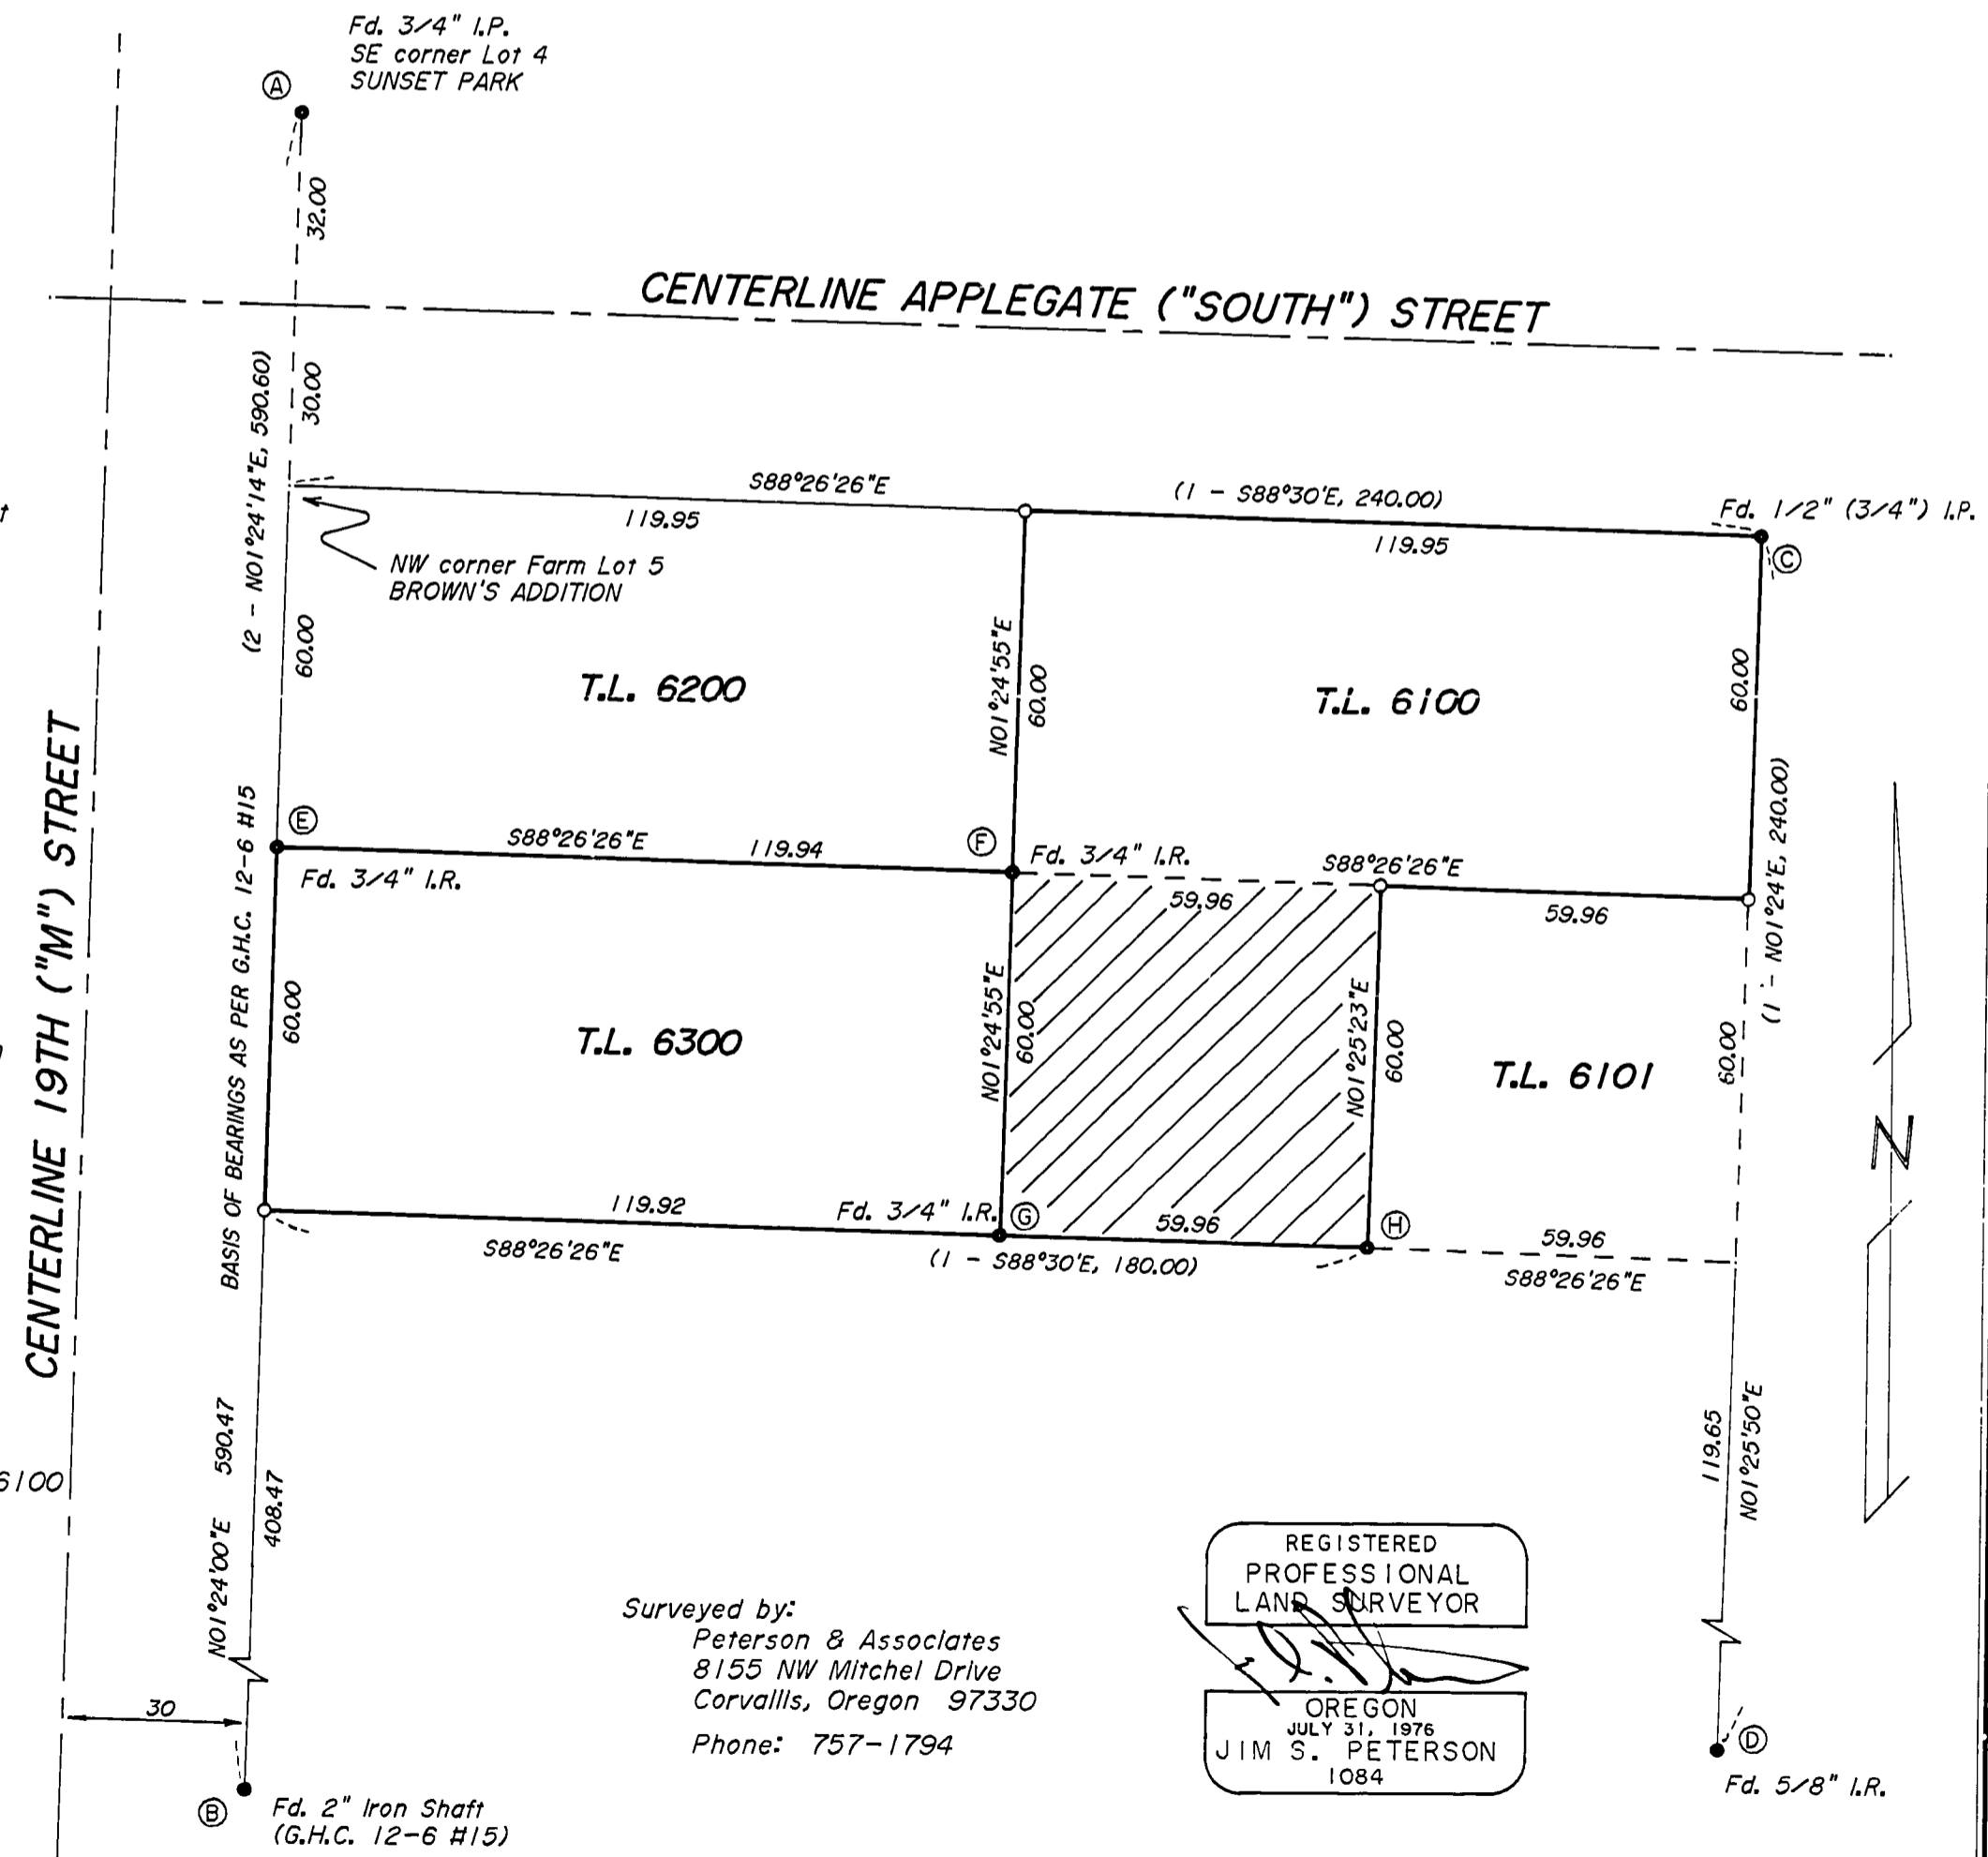 Fd. 3/4" I.P.
SE corner Lot 4
SUNSET PARK
A
32.00
CENTERLINE APPLEGATE ("SOUTH") STREET
30.00
(2 - N01°24'14"E, 590.60)
S88°26'26"E
119.95
(1 - S88°30'E, 240.00)
119.95
Fd. 1/2" (3/4") I.P.
C
NW corner Farm Lot 5
BROWN'S ADDITION
60.00
T.L. 6200
N01°24'55"E
60.00
T.L. 6100
60.00
(1 - N01°24'E, 240.00)
CENTERLINE 19TH ("M") STREET
BASIS OF BEARINGS AS PER G.H.C. 12-6 #15
E
S88°26'26"E
119.94
F
Fd. 3/4" I.R.
Fd. 3/4" I.R.
S88°26'26"E
59.96
59.96
60.00
T.L. 6300
N01°24'55"E
60.00
N01°25'23"E
60.00
T.L. 6101
60.00
N
119.92
Fd. 3/4" I.R.
G
59.96
H
59.96
S88°26'26"E
(1 - S88°30'E, 180.00)
S88°26'26"E
N01°24'00"E 590.47
408.47
119.65
N01°25'50"E
6100
30
B
Fd. 2" Iron Shaft
(G.H.C. 12-6 #15)
Surveyed by:
Peterson & Associates
8155 NW Mitchel Drive
Corvallis, Oregon 97330
Phone: 757-1794
REGISTERED
PROFESSIONAL
LAND SURVEYOR
OREGON
JULY 31, 1976
JIM S. PETERSON
1084
D
Fd. 5/8" I.R.